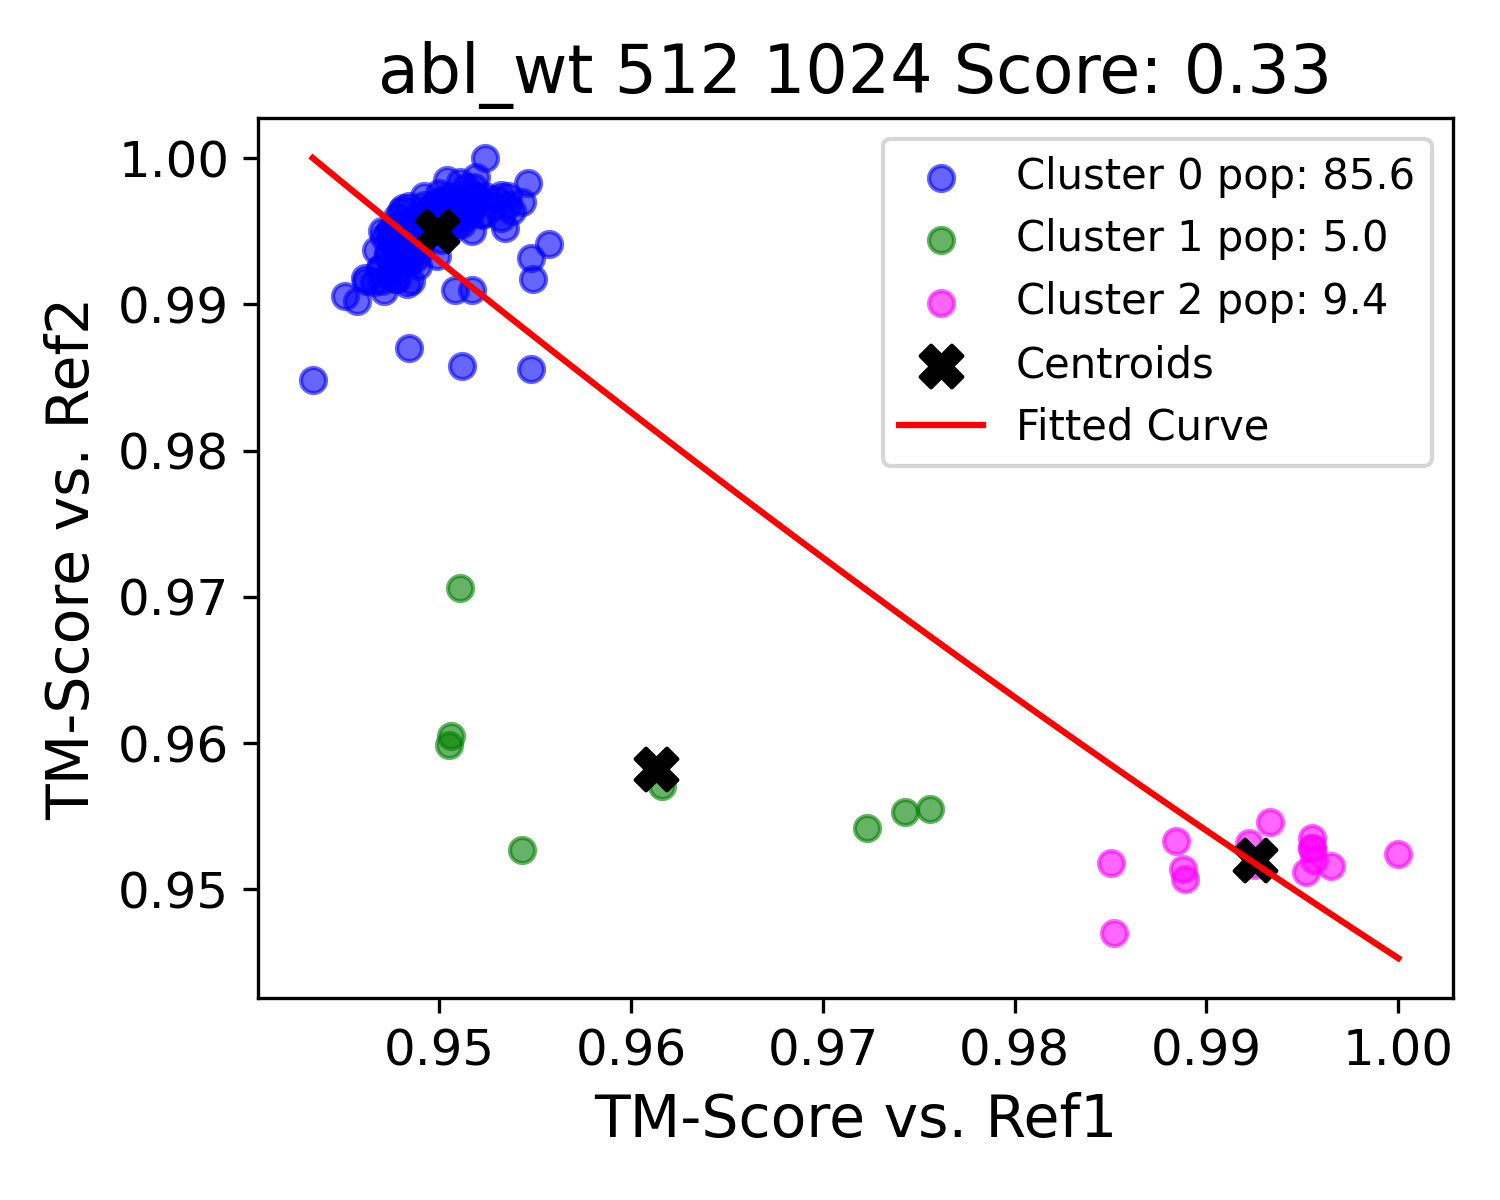 abl_wt 512 1024 Score: 0.33
TM-Score vs. Ref2
1.00
0.99
0.98
0.97
0.96
0.95
Cluster 0 pop: 85.6
Cluster 1 pop: 5.0
Cluster 2 pop: 9.4
Centroids
Fitted Curve
0.95 0.96 0.97 0.98 0.99 1.00
TM-Score vs. Ref1